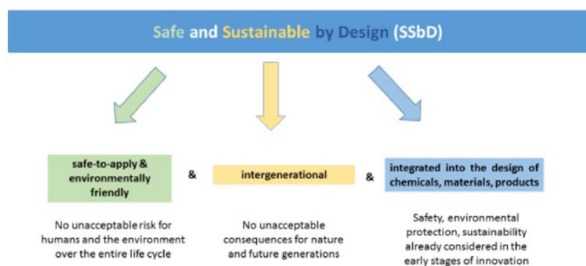 Safe and Sustainable by Design (SSbD)
safe-to-apply &
environmentally
friendly
&
intergenerational
&
integrated into the design of
chemicals, materials, products
No unacceptable risk for
humans and the environment
over the entire life cycle
No unacceptable
consequences for nature
and future generations
Safety, environmental
protection, sustainability
already considered in the
early stages of innovation